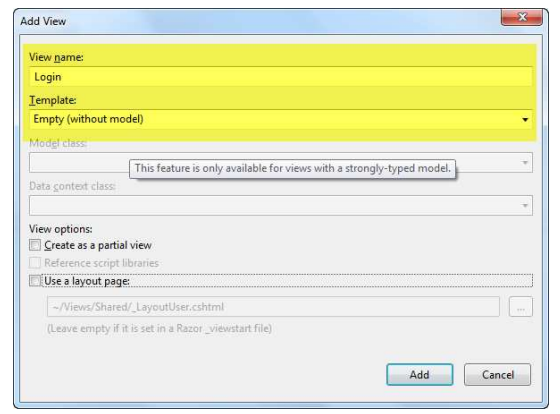 Add View
View name:
Login
Template:
Empty (without model)
Model class:
This feature is only available for views with a strongly-typed model.
Data context class:
View options:
Create as a partial view
Reference script libraries
Use a layout page:
~/Views/Shared/_LayoutUser.cshtml
...
(Leave empty if it is set in a Razor _viewstart file)
Add Cancel